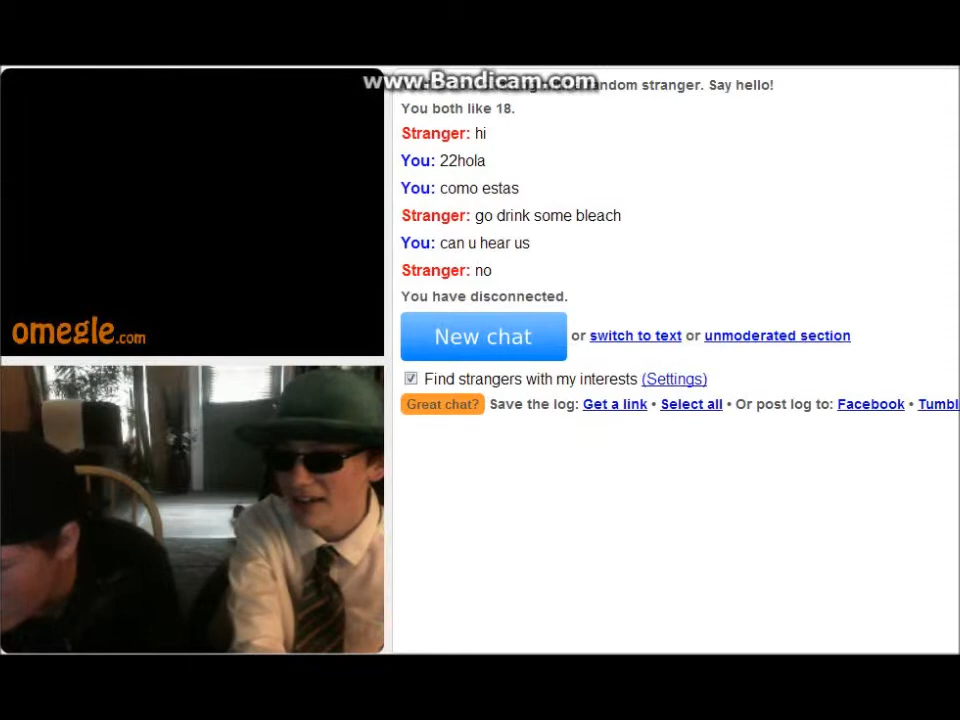 www.Bandicam.com
andom stranger. Say hello!
You both like 18.
Stranger: hi
You: 22hola
You: como estas
Stranger: go drink some bleach
You: can u hear us
Stranger: no
You have disconnected.
New chat or switch to text or unmoderated section
Find strangers with my interests (Settings)
Great chat? Save the log: Get a link • Select all • Or post log to: Facebook • Tumbl
omegle.com